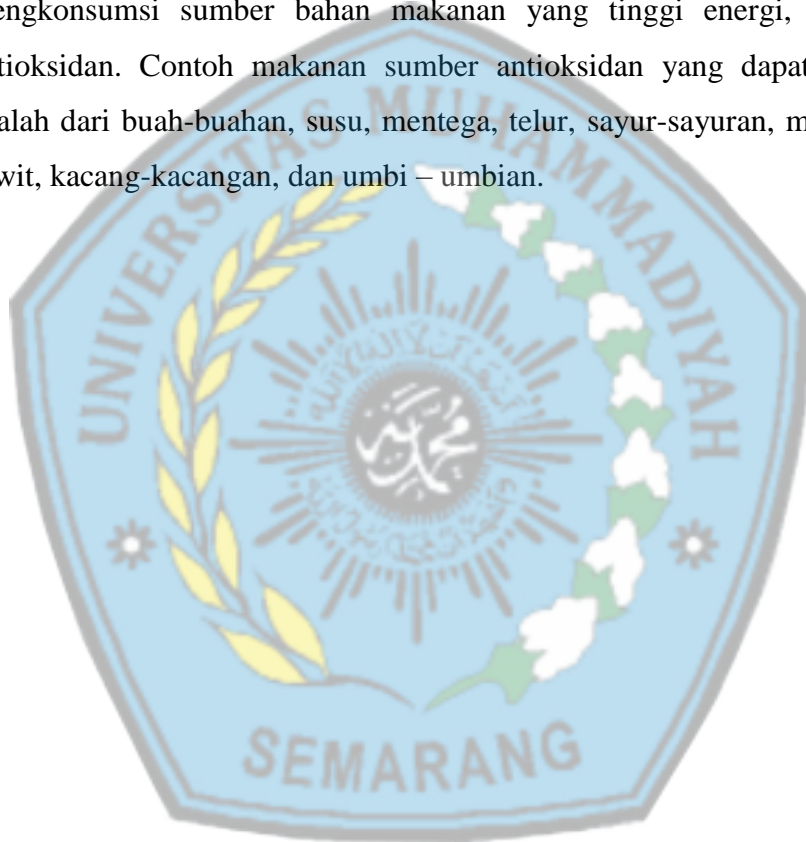 engkonsumsi sumber bahan makanan yang tinggi energi,
tioksidan. Contoh makanan sumber antioksidan yang dapat
alah dari buah-buahan, susu, mentega, telur, sayur-sayuran, m
wit, kacang-kacangan, dan umbi – umbian.
UNIVERSITAS MUHAMMADIYAH
محمد
SEMARANG